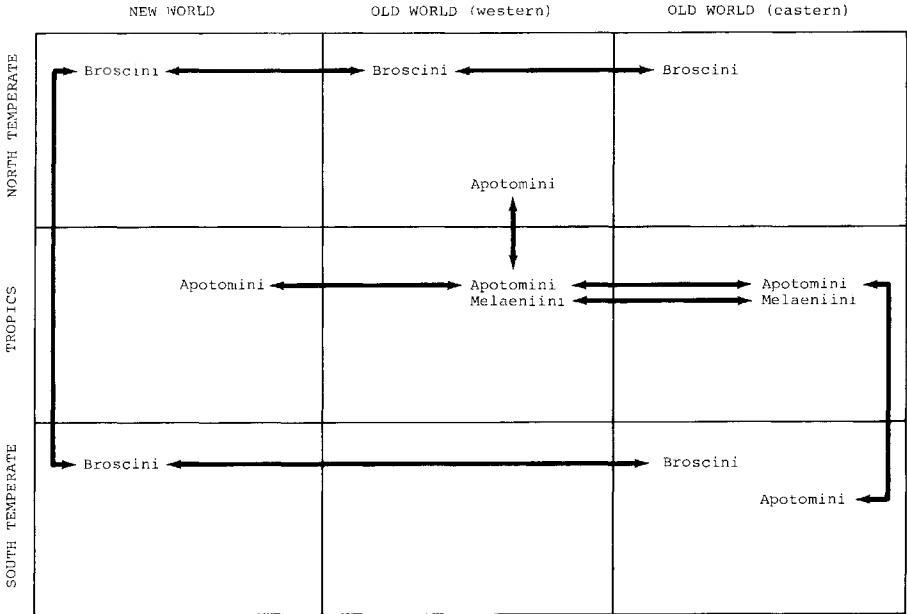 NEW WORLD OLD WORLD (western) OLD WORLD (eastern)
NORTH TEMPERATE
Broscini Broscini Broscini
Apotomini
TROPICS
Apotomini Apotomini Apotomini
Melaeniini Melaeniini
SOUTH TEMPERATE
Broscini Broscini
Apotomini